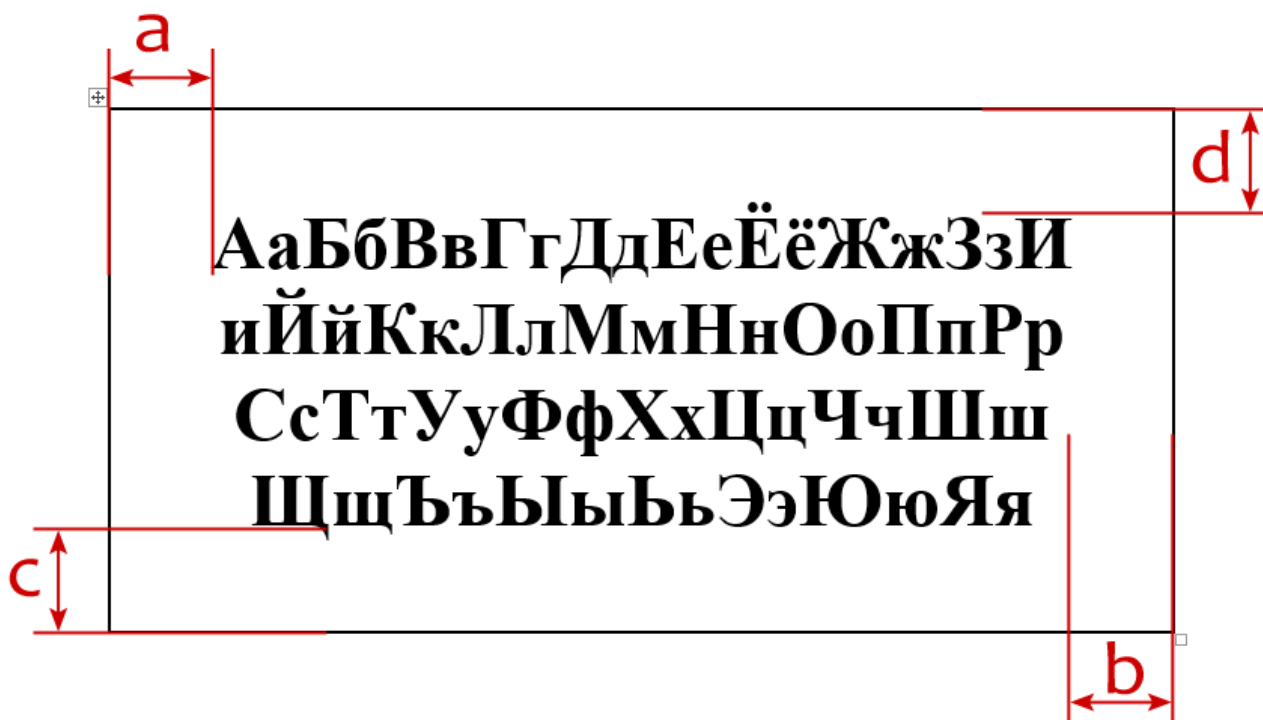 a
d
АаБбВвГгДдЕеЁёЖжЗзИ
иЙйКкЛлМмНнОоПпРр
СсТтУуФфХхЦцЧчШш
ЩщЪъЫыЬьЭэЮюЯя
c
b